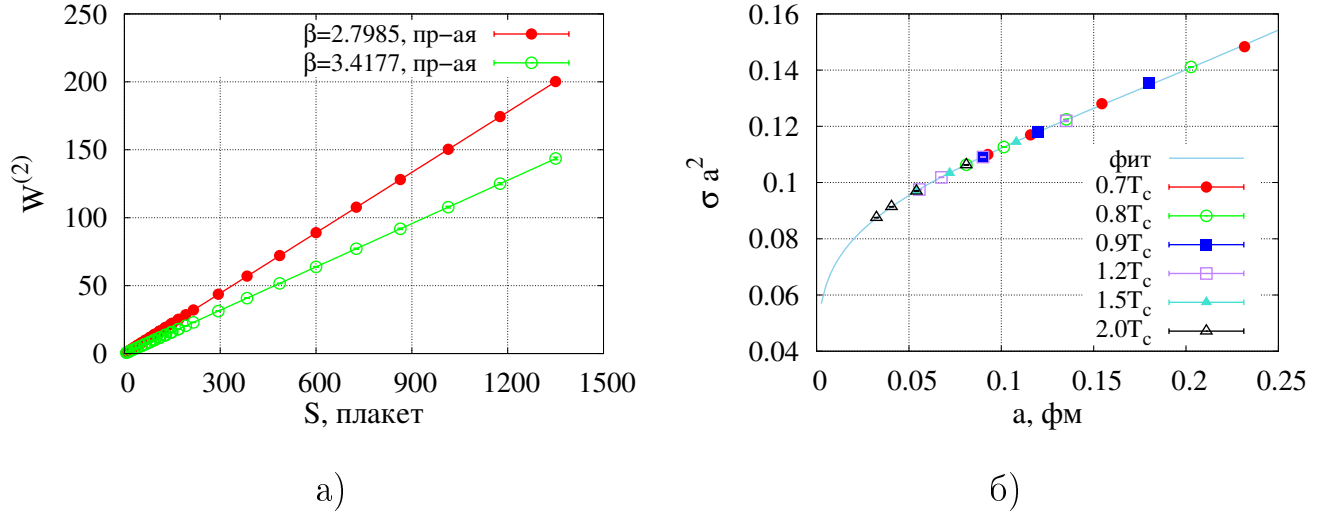 250
200
150
100
50
0
W(2)
0 300 600 900 1200 1500
S, плакет
β=2.7985, пр−ая
β=3.4177, пр−ая
а)
0.16
0.14
0.12
0.1
0.08
0.06
0.04
σ a2
0 0.05 0.1 0.15 0.2 0.25
a, фм
фит
0.7Tc
0.8Tc
0.9Tc
1.2Tc
1.5Tc
2.0Tc
б)